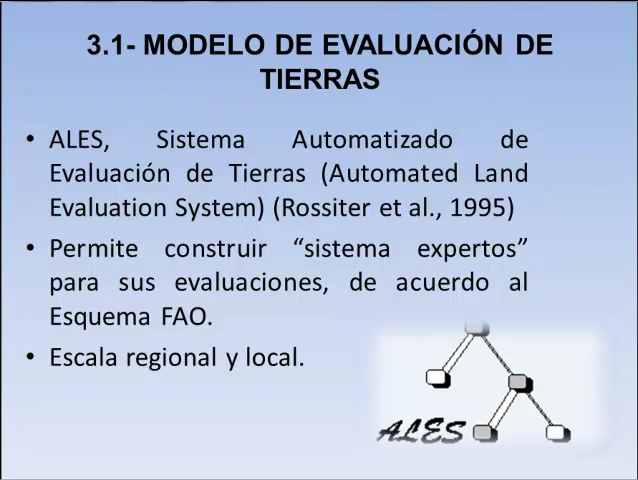 3.1- MODELO DE EVALUACIÓN DE
TIERRAS
• ALES, Sistema Automatizado de
Evaluación de Tierras (Automated Land
Evaluation System) (Rossiter et al., 1995)
• Permite construir “sistema expertos”
para sus evaluaciones, de acuerdo al
Esquema FAO.
• Escala regional y local.
ALES